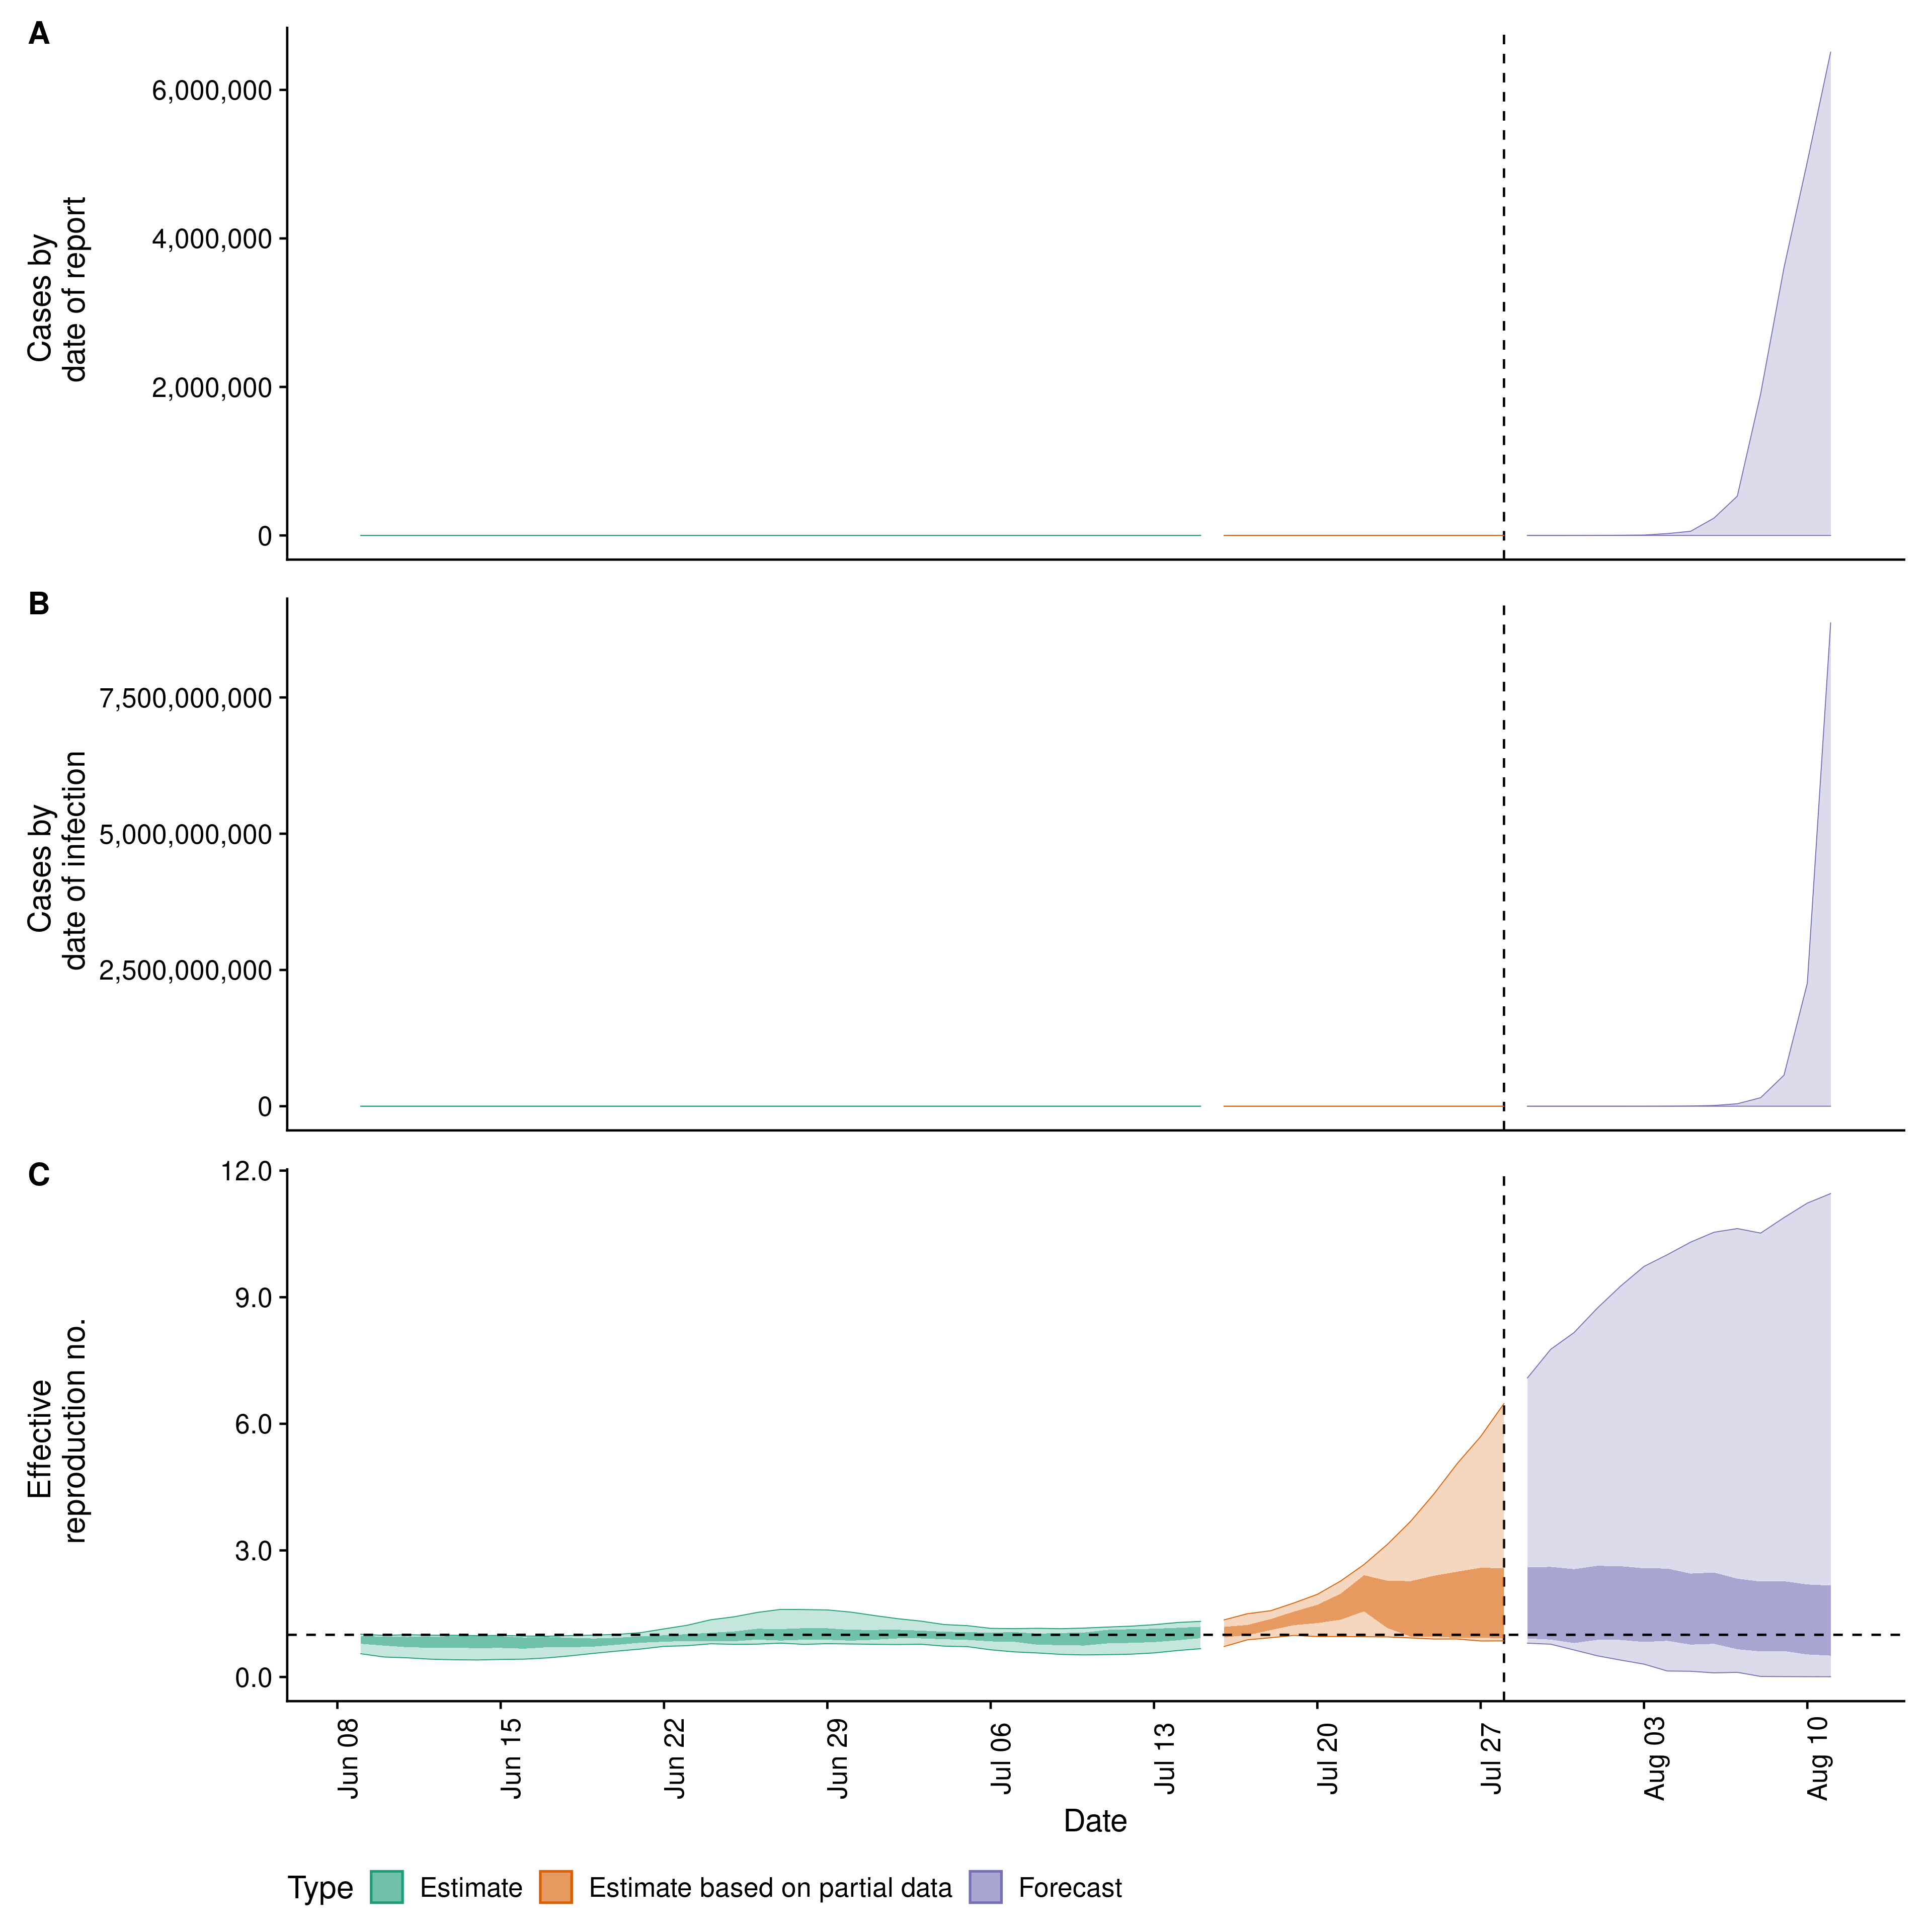 A
6,000,000
4,000,000
2,000,000
0
Cases by
date of report
B
7,500,000,000
5,000,000,000
2,500,000,000
0
Cases by
date of infection
C
12.0
9.0
6.0
3.0
0.0
Effective
reproduction no.
Jun 08
Jun 15
Jun 22
Jun 29
Jul 06
Jul 13
Jul 20
Jul 27
Aug 03
Aug 10
Date
Type Estimate Estimate based on partial data Forecast